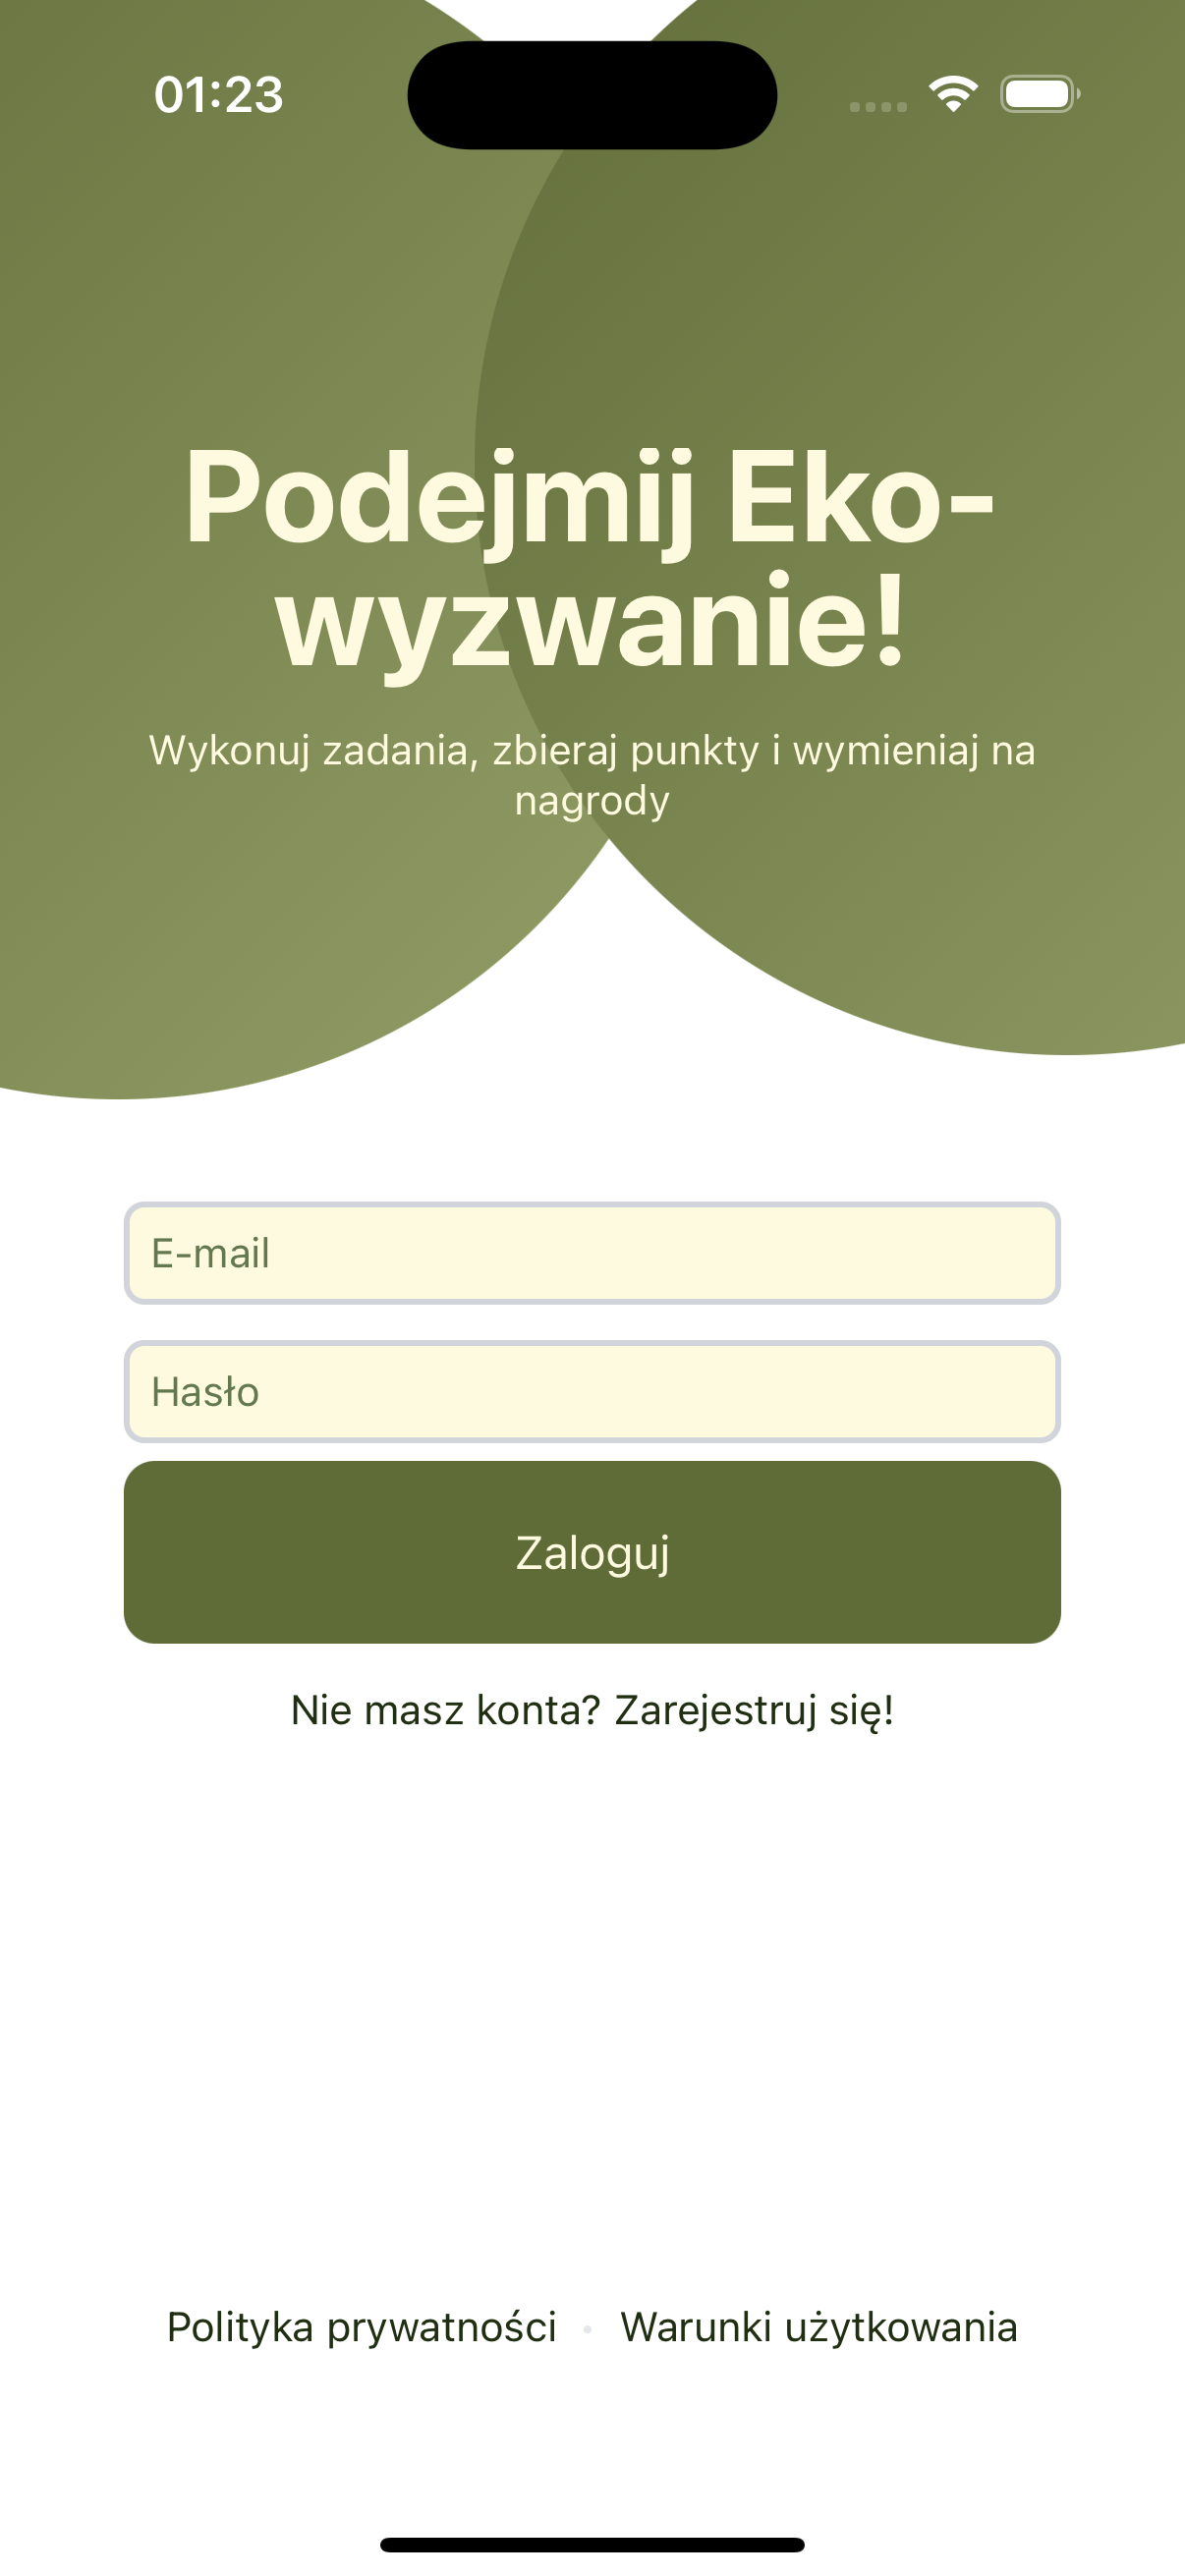 01:23
Podejmij Eko-
wyzwanie!
Wykonuj zadania, zbieraj punkty i wymieniaj na
nagrody
E-mail
Hasło
Zaloguj
Nie masz konta? Zarejestruj się!
Polityka prywatności • Warunki użytkowania